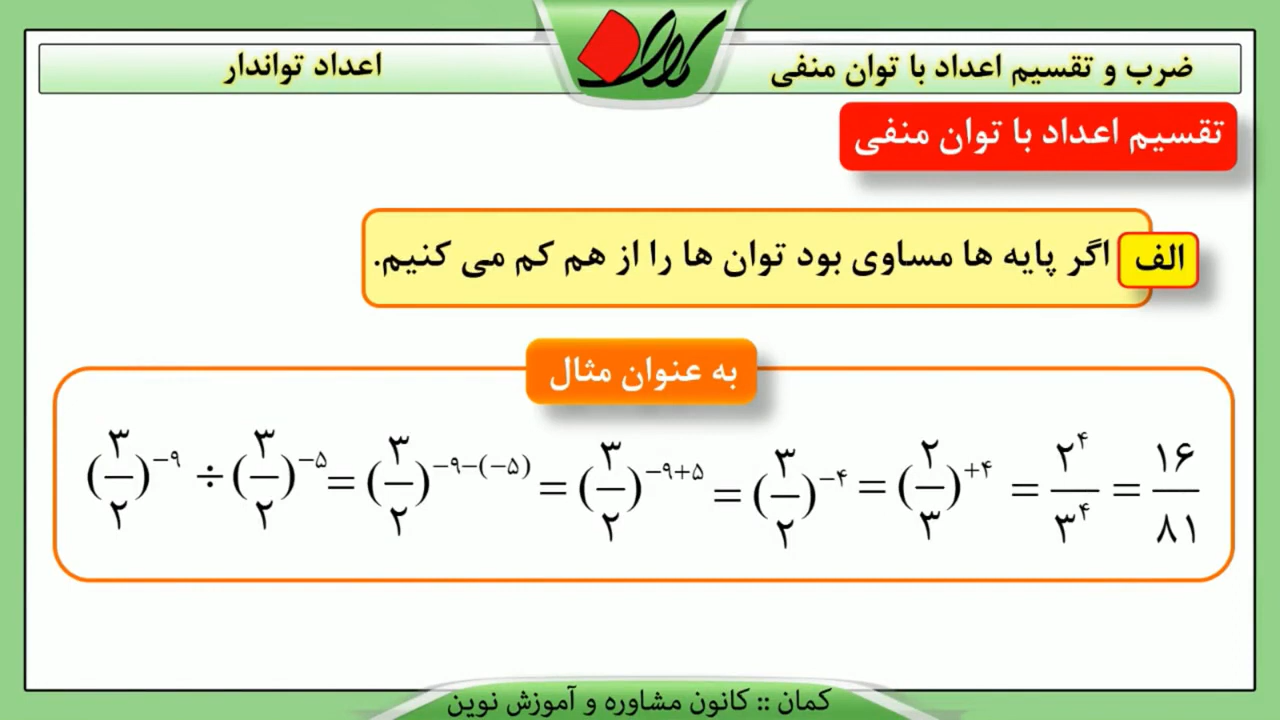 ضرب و تقسیم اعداد با توان منفی
کمان
اعداد تواندار
تقسیم اعداد با توان منفی
الف
اگر پایه ها مساوی بود توان ها را از هم کم می کنیم.
به عنوان مثال
(۳/۲)^−۹ ÷ (۳/۲)^−۵ = (۳/۲)^−۹−(−۵) = (۳/۲)^−۹+۵ = (۳/۲)^−۴ = (۲/۳)^+۴ = ۲^۴/۳^۴ = ۱۶/۸۱
کمان :: کانون مشاوره و آموزش نوین